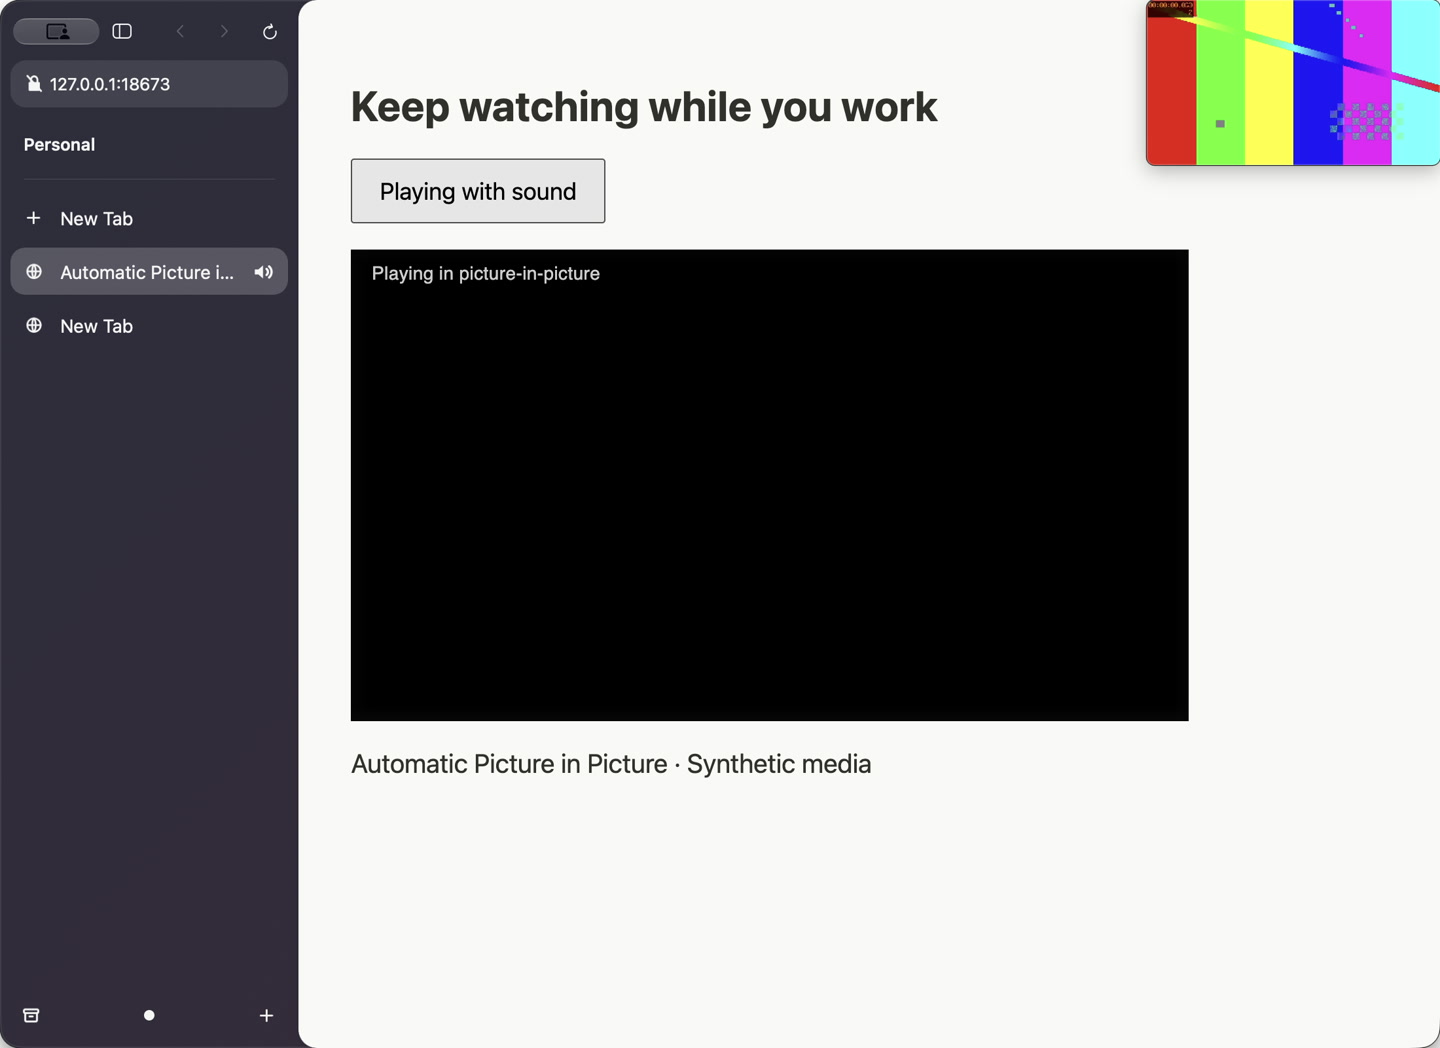 127.0.0.1:18673
Personal
New Tab
Automatic Picture i...
New Tab
Keep watching while you work
Playing with sound
Playing in picture-in-picture
Automatic Picture in Picture · Synthetic media